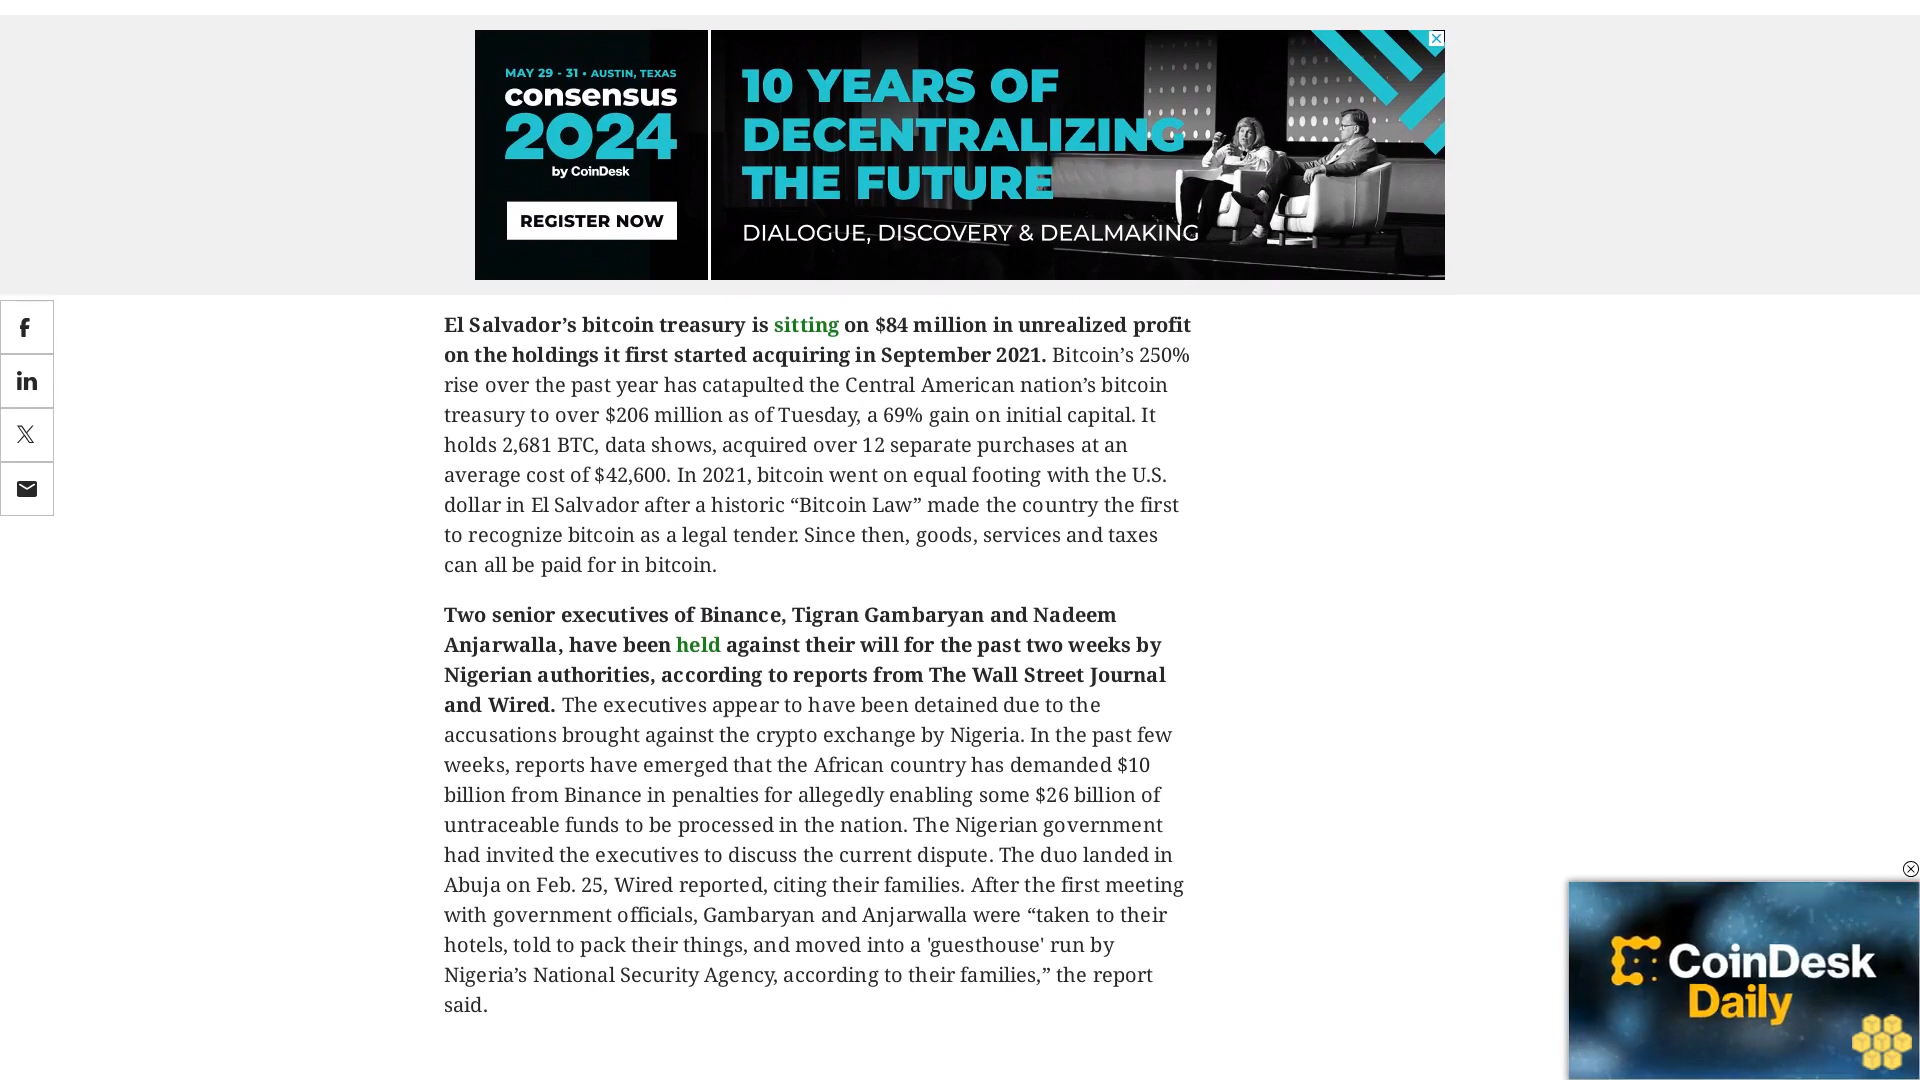 MAY 29 - 31 • AUSTIN, TEXAS
consensus
2024
by CoinDesk
REGISTER NOW
10 YEARS OF
DECENTRALIZING
THE FUTURE
DIALOGUE, DISCOVERY & DEALMAKING
El Salvador’s bitcoin treasury is sitting on $84 million in unrealized profit
on the holdings it first started acquiring in September 2021. Bitcoin’s 250%
rise over the past year has catapulted the Central American nation’s bitcoin
treasury to over $206 million as of Tuesday, a 69% gain on initial capital. It
holds 2,681 BTC, data shows, acquired over 12 separate purchases at an
average cost of $42,600. In 2021, bitcoin went on equal footing with the U.S.
dollar in El Salvador after a historic “Bitcoin Law” made the country the first
to recognize bitcoin as a legal tender. Since then, goods, services and taxes
can all be paid for in bitcoin.
Two senior executives of Binance, Tigran Gambaryan and Nadeem
Anjarwalla, have been held against their will for the past two weeks by
Nigerian authorities, according to reports from The Wall Street Journal
and Wired. The executives appear to have been detained due to the
accusations brought against the crypto exchange by Nigeria. In the past few
weeks, reports have emerged that the African country has demanded $10
billion from Binance in penalties for allegedly enabling some $26 billion of
untraceable funds to be processed in the nation. The Nigerian government
had invited the executives to discuss the current dispute. The duo landed in
Abuja on Feb. 25, Wired reported, citing their families. After the first meeting
with government officials, Gambaryan and Anjarwalla were “taken to their
hotels, told to pack their things, and moved into a 'guesthouse' run by
Nigeria’s National Security Agency, according to their families,” the report
said.
CoinDesk
Daily